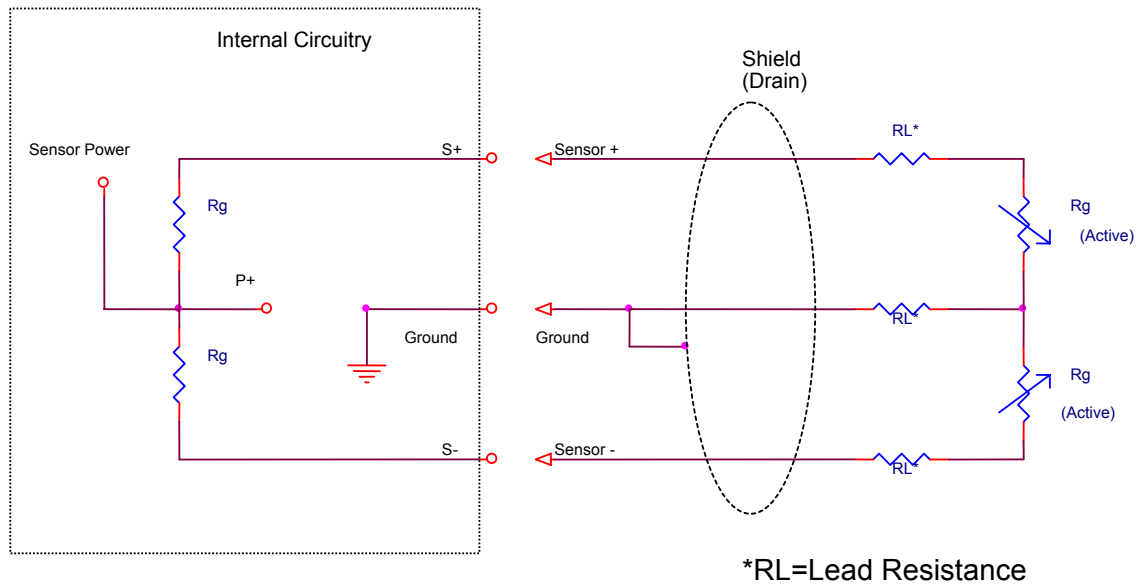 Internal Circuitry
Shield
(Drain)
RL*
Sensor Power
S+
Sensor +
Rg
Rg
(Active)
P+
Ground
Ground
RL*
Rg
Rg
(Active)
S-
Sensor -
RL*
*RL=Lead Resistance